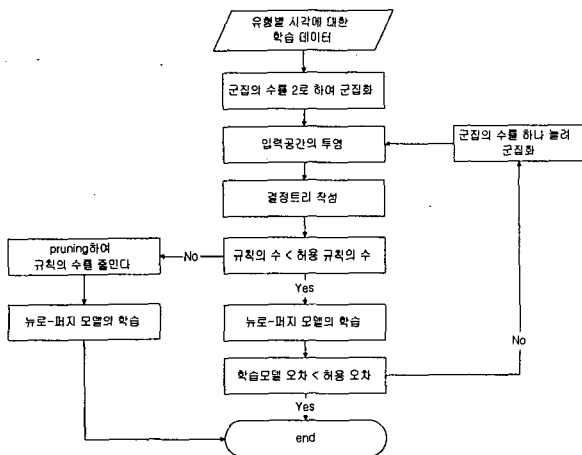 유형별 시각에 대한
학습 데이터
군집의 수를 2로 하여 군집화
입력공간의 투영
군집의 수를 하나 늘려
군집화
결정트리 작성
pruning하여
규칙의 수를 줄인다
No
규칙의 수 < 허용 규칙의 수
Yes
뉴로-퍼지 모델의 학습
뉴로-퍼지 모델의 학습
No
학습모델 오차 < 허용 오차
Yes
end